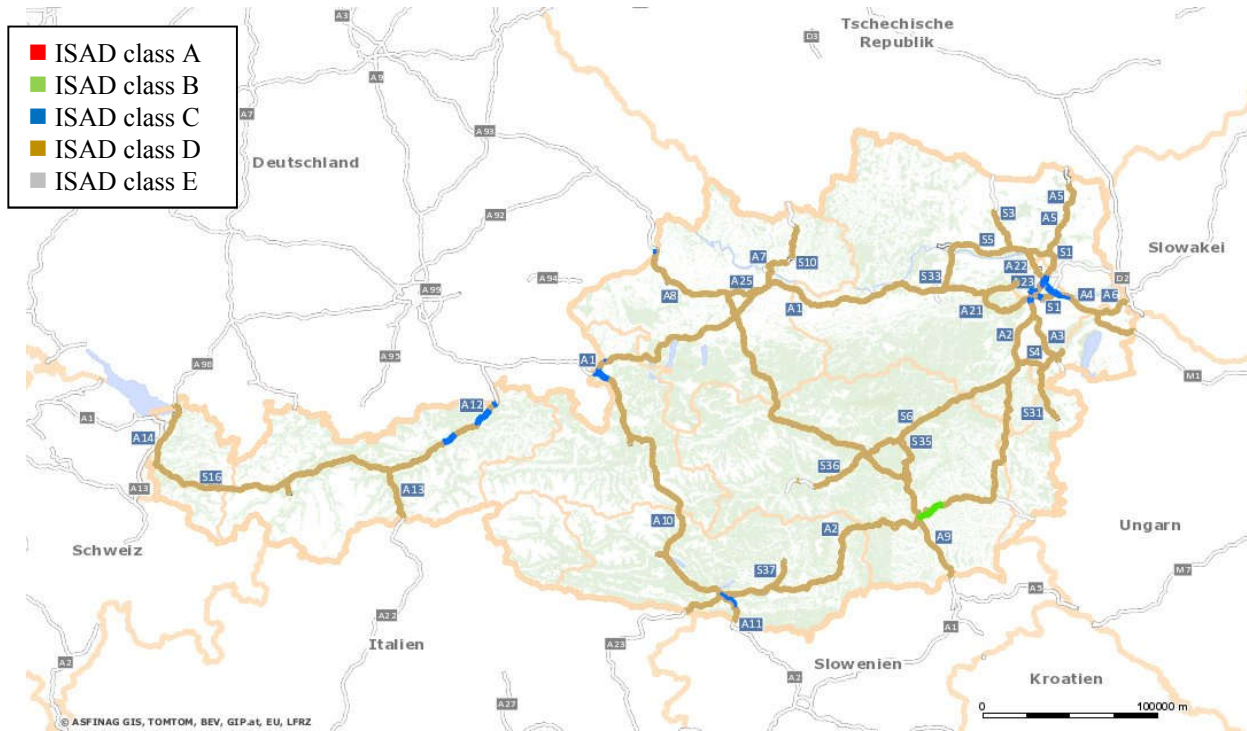 ISAD class A
ISAD class B
ISAD class C
ISAD class D
ISAD class E
A3
Tschechische
Republik
D3
A9
A7
A93
Deutschland
A92
A5
S3
A5
Slowakei
S5
S1
A7
S10
A22
D2
A94
A99
A25
S33
A23
A8
A1
A21
S1
A4
A6
A2
A3
A95
A1
S4
A96
M1
A12
A1
S31
S6
A14
S35
S36
S16
A13
A13
A10
A2
A9
Ungarn
Schweiz
S37
M7
A22
A5
A11
A1
A23
Italien
Slowenien
A2
Kroatien
A2
A27
0 100000 m
© ASFINAG GIS, TOMTOM, BEV, GIP.at, EU, LFRZ